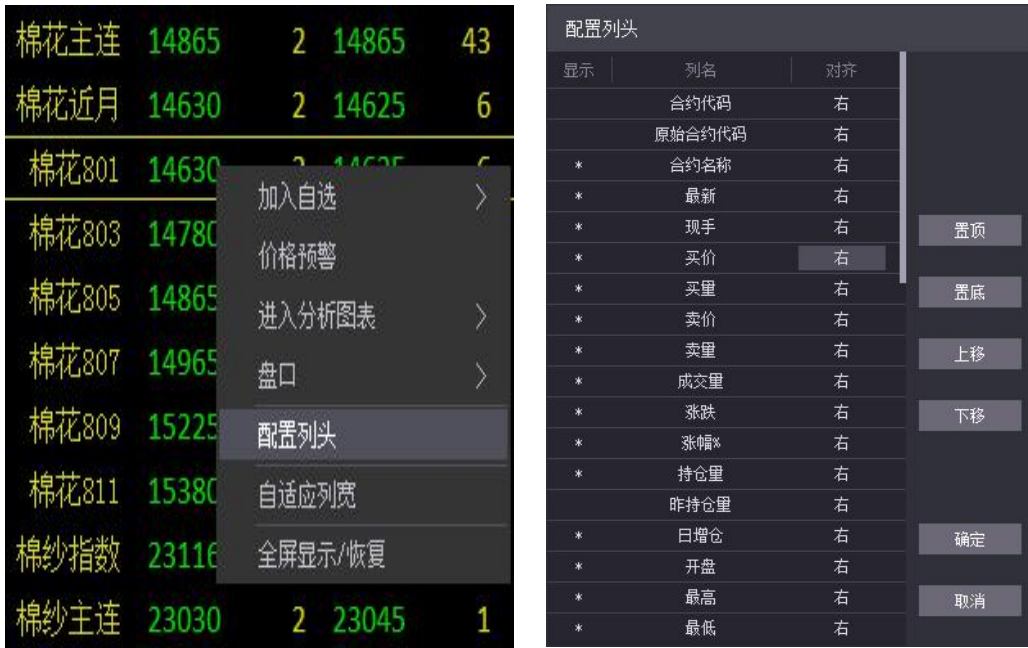 棉花主连 14865 2 14865 43
棉花近月 14630 2 14625 6
棉花801 14630 2 14625 6
棉花803 14780
棉花805 14865
棉花807 14965
棉花809 15225
棉花811 15380
棉纱指数 23116
棉纱主连 23030 2 23045 1
加入自选 >
价格预警
进入分析图表 >
盘口 >
配置列头
自适应列宽
全屏显示/恢复
配置列头
显示 列名 对齐
合约代码 右
原始合约代码 右
* 合约名称 右
* 最新 右
* 现手 右
* 买价 右
* 买量 右
* 卖价 右
* 卖量 右
* 成交量 右
* 涨跌 右
* 涨幅% 右
* 持仓量 右
昨持仓量 右
* 日增仓 右
* 开盘 右
* 最高 右
* 最低 右
置顶
置底
上移
下移
确定
取消